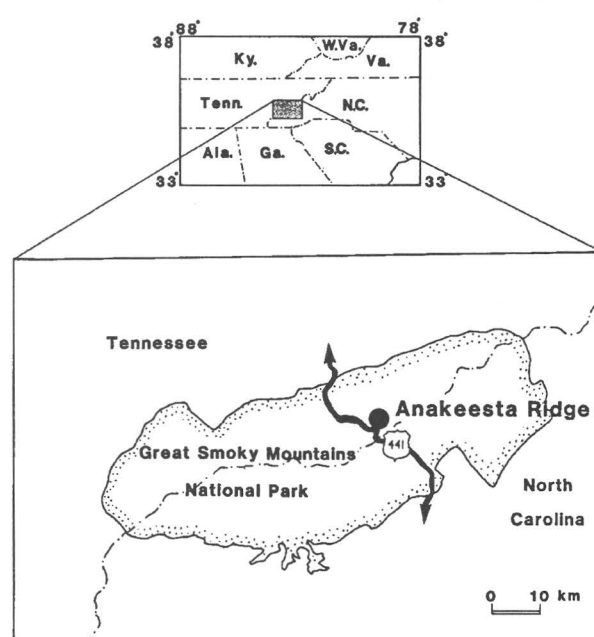 88° 78°
38° 38°
W.Va.
Ky. Va.
Tenn. N.C.
Ala. Ga. S.C.
33° 33°
Tennessee
Anakeesta Ridge
441
Great Smoky Mountains
National Park
North
Carolina
0 10 km